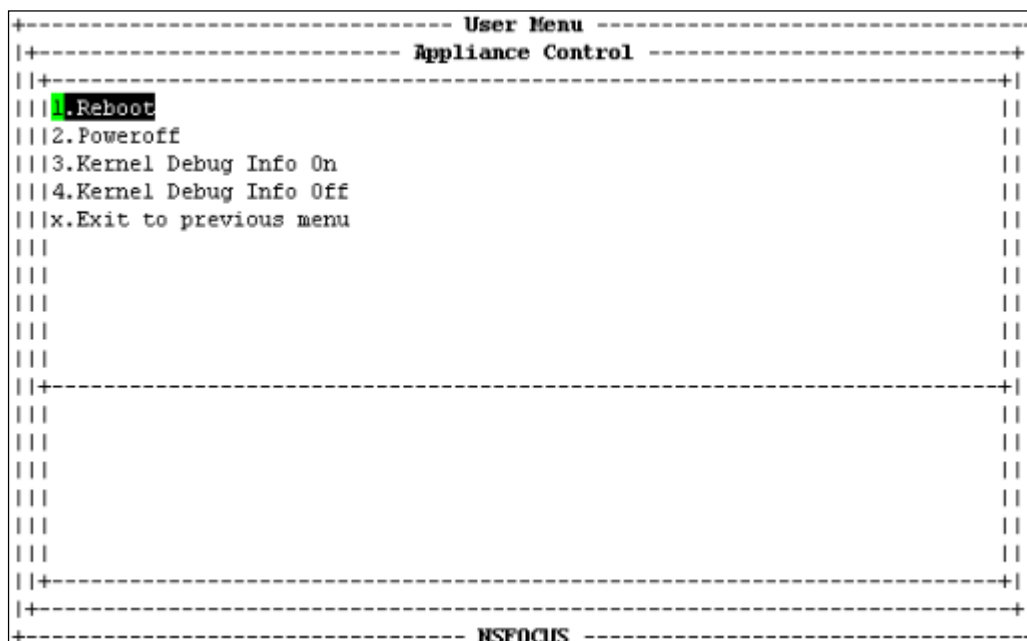 User Menu
Appliance Control
1.Reboot
2.Poweroff
3.Kernel Debug Info On
4.Kernel Debug Info Off
x.Exit to previous menu
NSFOCUS